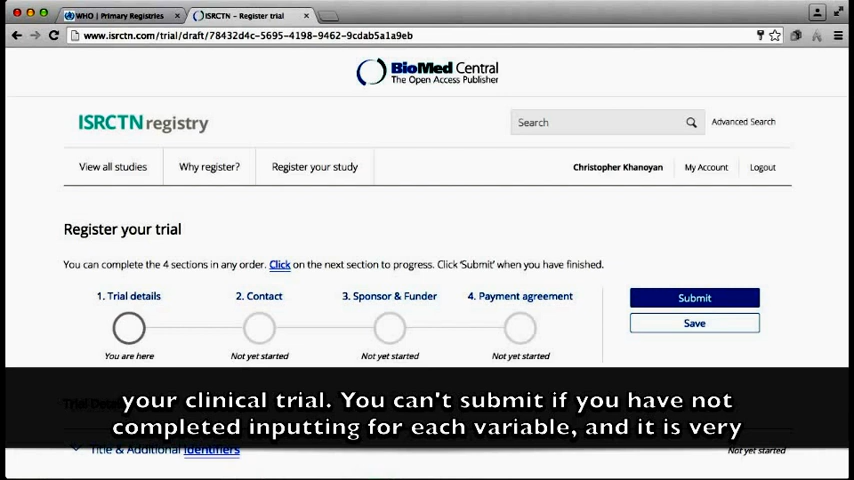 WHO | Primary Registries
ISRCTN – Register trial
www.isrctn.com/trial/draft/78432d4c-5695-4198-9462-9cdab5a1a9eb
BioMed Central
The Open Access Publisher
ISRCTN registry
Search
Advanced Search
View all studies
Why register?
Register your study
Christopher Khanoyan
My Account
Logout
Register your trial
You can complete the 4 sections in any order. Click on the next section to progress. Click 'Submit' when you have finished.
1. Trial details
2. Contact
3. Sponsor & Funder
4. Payment agreement
Submit
Save
You are here
Not yet started
Not yet started
Not yet started
your clinical trial. You can't submit if you have not
completed inputting for each variable, and it is very
Title & Additional Identifiers
Not yet started